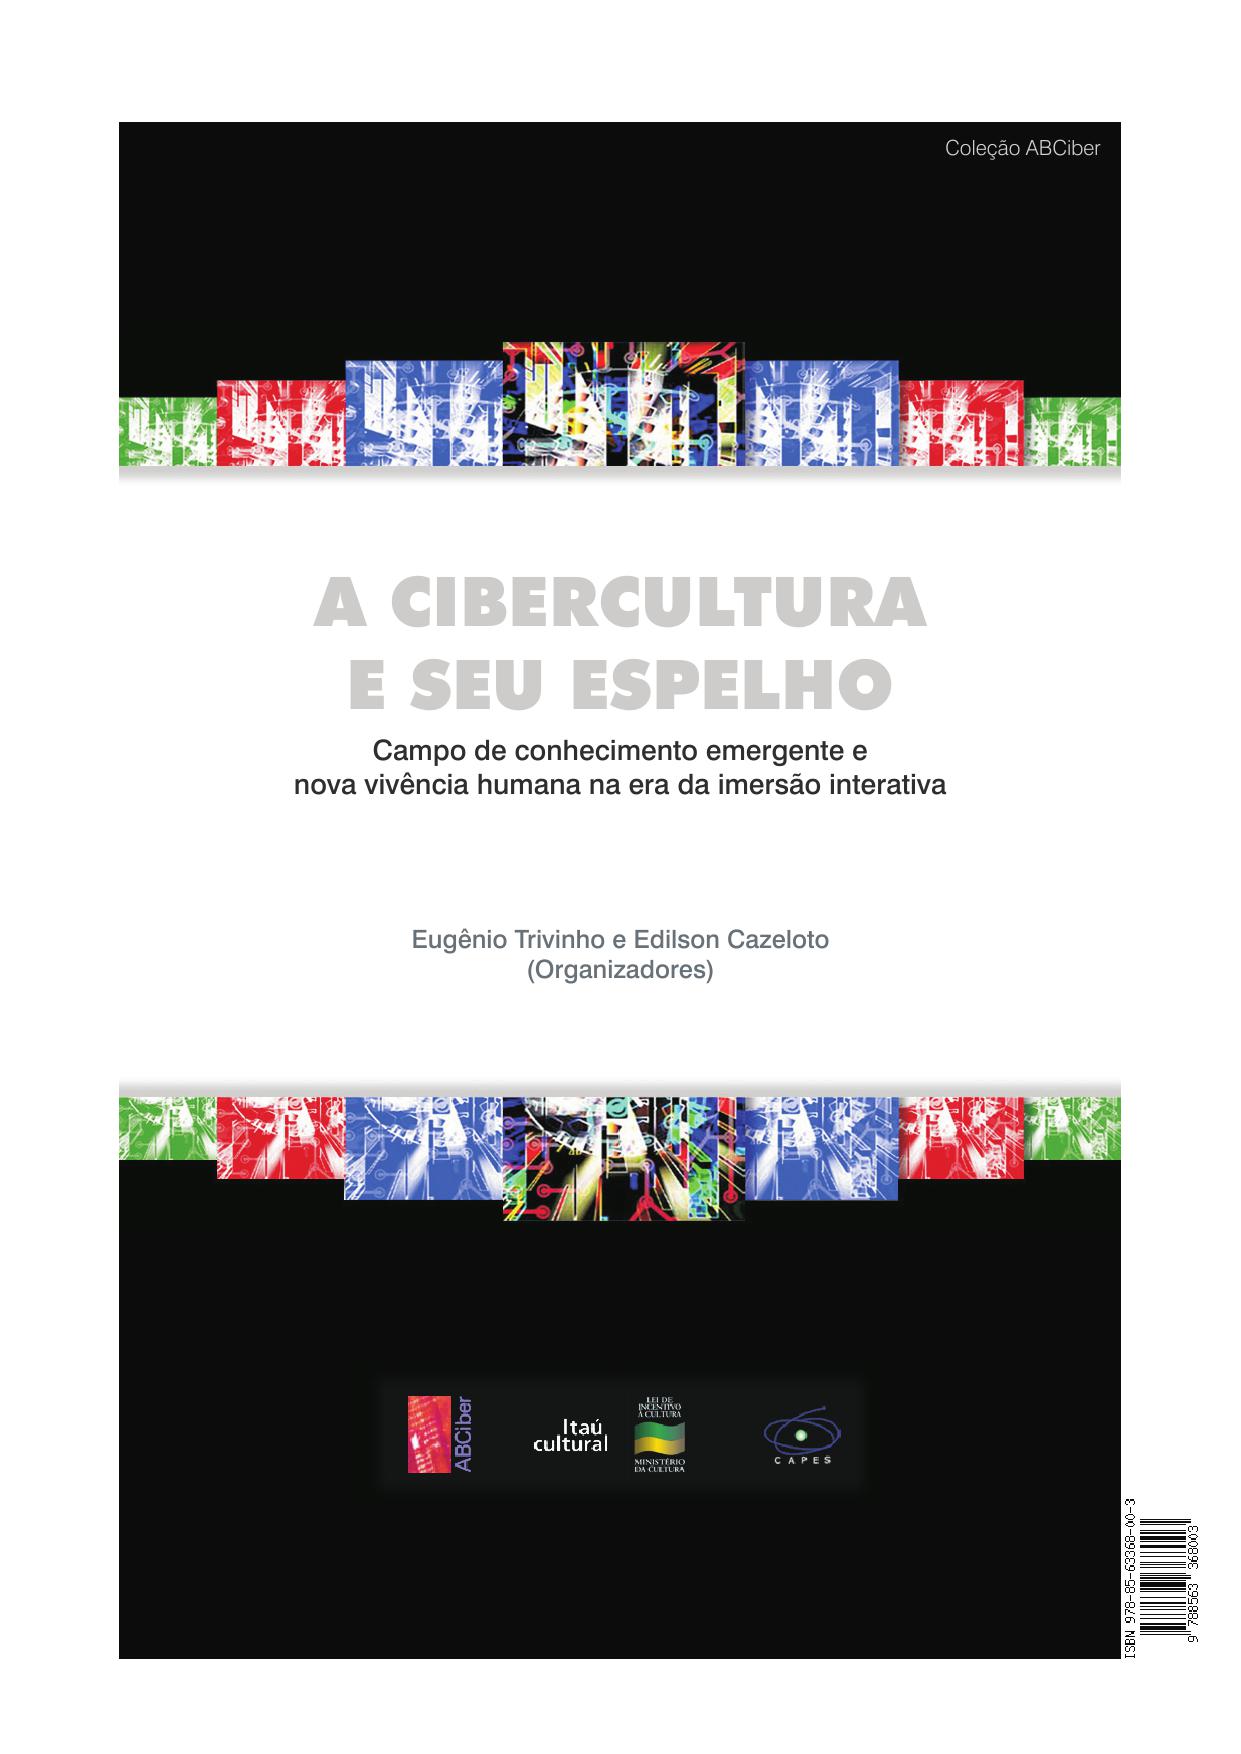 Coleção ABCiber
A CIBERCULTURA
E SEU ESPELHO
Campo de conhecimento emergente e
nova vivência humana na era da imersão interativa
Eugênio Trivinho e Edilson Cazeloto
(Organizadores)
ABCiber
Itaú
cultural
LEI DE
INCENTIVO
À CULTURA
MINISTÉRIO
DA CULTURA
CAPES
ISBN 978-85-63368-00-3
9 788563 368003